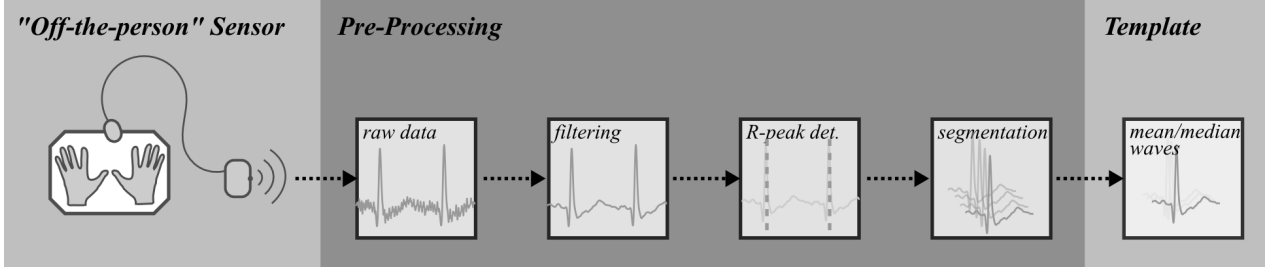 "Off-the-person" Sensor
Pre-Processing
Template
raw data
filtering
R-peak det.
segmentation
mean/median
waves